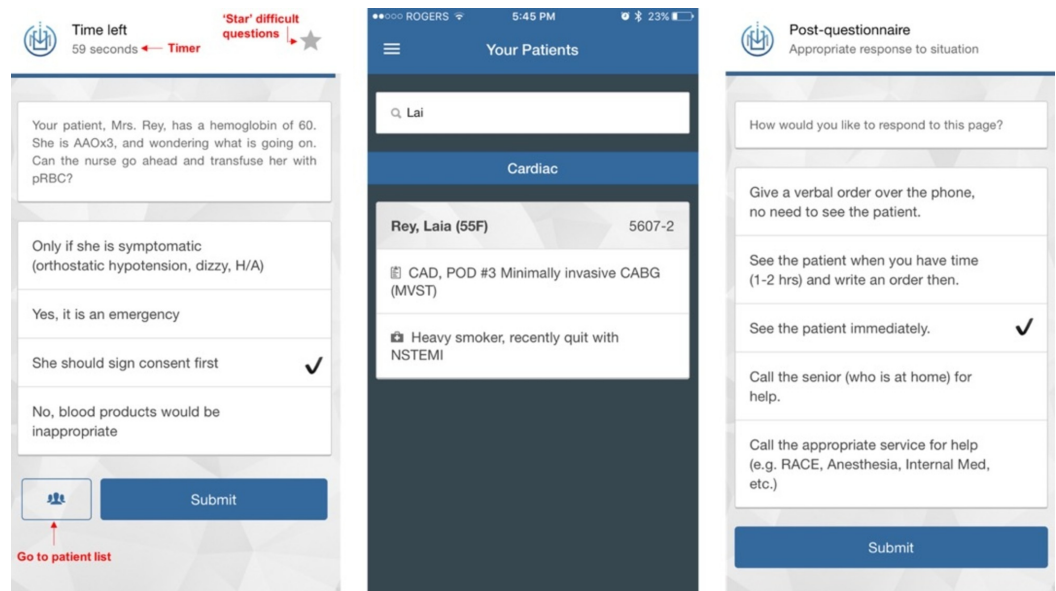 Time left
59 seconds
Timer
'Star' difficult
questions
Your patient, Mrs. Rey, has a hemoglobin of 60.
She is AAOx3, and wondering what is going on.
Can the nurse go ahead and transfuse her with
pRBC?
Only if she is symptomatic
(orthostatic hypotension, dizzy, H/A)
Yes, it is an emergency
She should sign consent first
No, blood products would be
inappropriate
Submit
Go to patient list
ROGERS
5:45 PM
23%
Your Patients
Lai
Cardiac
Rey, Laia (55F)
5607-2
CAD, POD #3 Minimally invasive CABG
(MVST)
Heavy smoker, recently quit with
NSTEMI
Post-questionnaire
Appropriate response to situation
How would you like to respond to this page?
Give a verbal order over the phone,
no need to see the patient.
See the patient when you have time
(1-2 hrs) and write an order then.
See the patient immediately.
Call the senior (who is at home) for
help.
Call the appropriate service for help
(e.g. RACE, Anesthesia, Internal Med,
etc.)
Submit